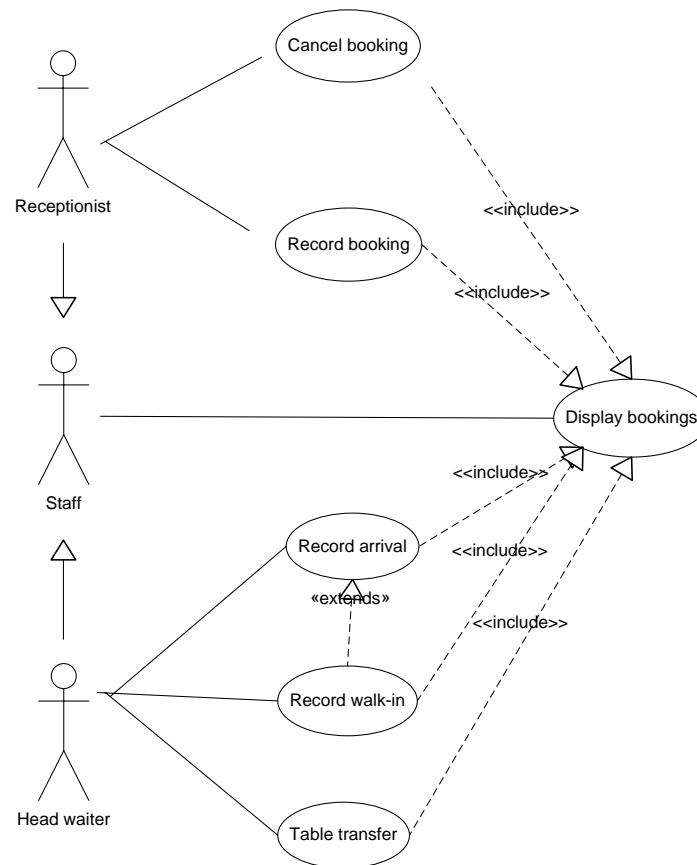 Cancel booking
Receptionist
<<include>>
Record booking
<<include>>
Display bookings
Staff
<<include>>
Record arrival
<<include>>
«extends»
<<include>>
Record walk-in
Head waiter
Table transfer